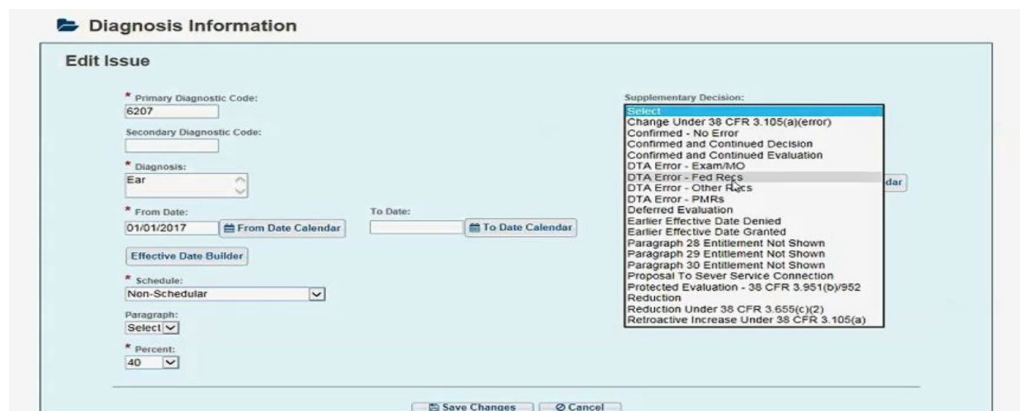 Diagnosis Information
Edit Issue
* Primary Diagnostic Code:
6207
Secondary Diagnostic Code:
* Diagnosis:
Ear
* From Date:
01/01/2017
From Date Calendar
To Date:
To Date Calendar
Effective Date Builder
* Schedule:
Non-Schedular
Paragraph:
Select
* Percent:
40
Supplementary Decision:
Select
Change Under 38 CFR 3.105(a)(error)
Confirmed - No Error
Confirmed and Continued Decision
Confirmed and Continued Evaluation
DTA Error - Exam/MO
DTA Error - Fed Recs
DTA Error - Other Recs
DTA Error - PMRs
Deferred Evaluation
Earlier Effective Date Denied
Earlier Effective Date Granted
Paragraph 28 Entitlement Not Shown
Paragraph 29 Entitlement Not Shown
Paragraph 30 Entitlement Not Shown
Proposal To Sever Service Connection
Protected Evaluation - 38 CFR 3.951(b)/952
Reduction
Reduction Under 38 CFR 3.655(c)(2)
Retroactive Increase Under 38 CFR 3.105(a)
dar
Save Changes
Cancel